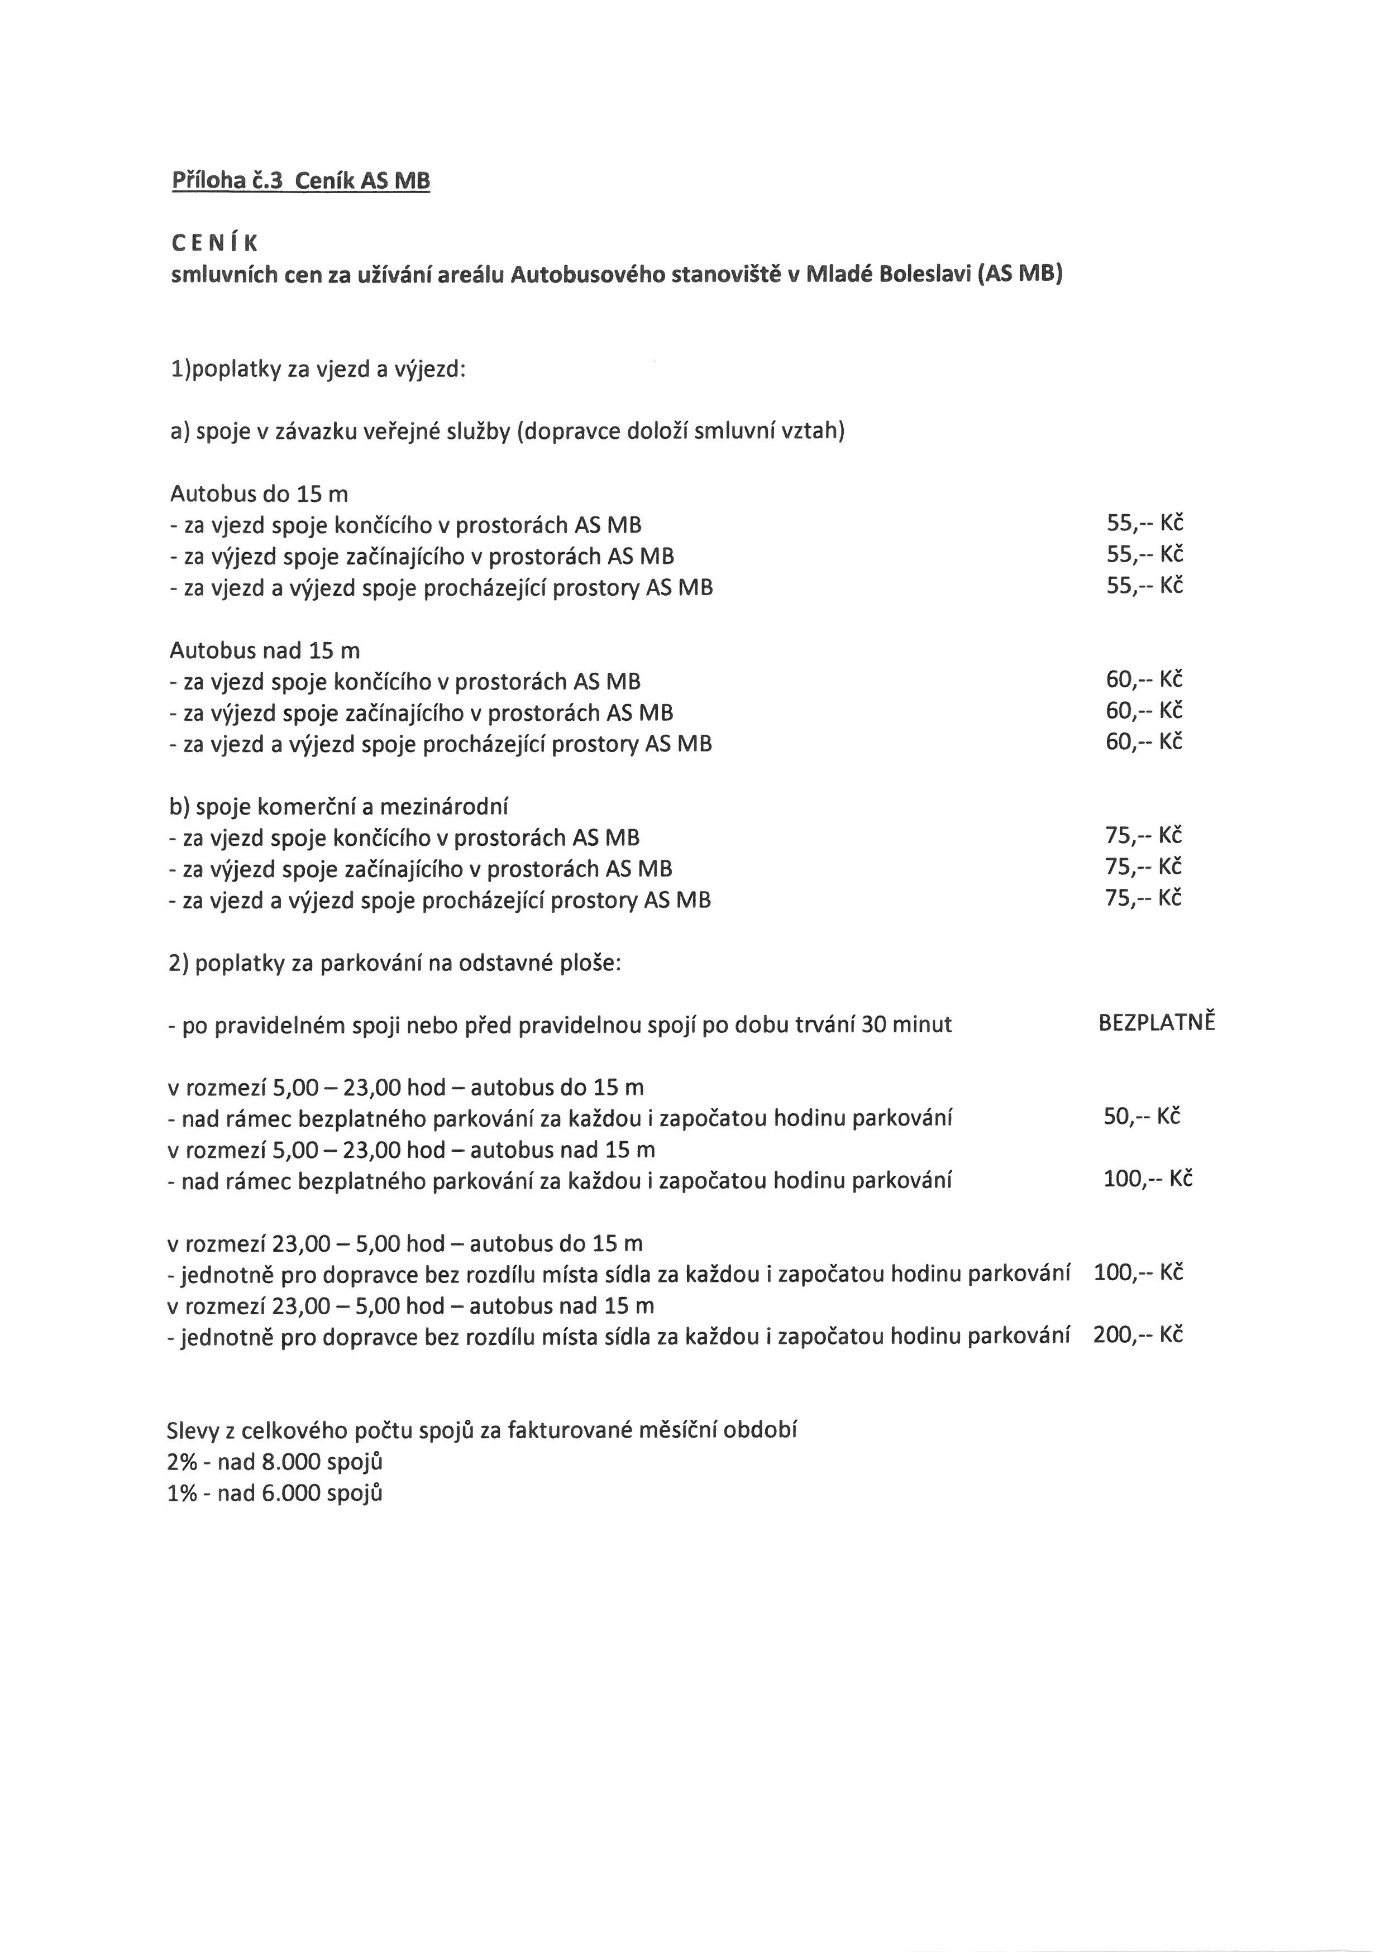 Příloha č.3 Ceník AS MB
C E N Í K
smluvních cen za užívání areálu Autobusového stanoviště v Mladé Boleslavi (AS MB)
1)poplatky za vjezd a výjezd:
a) spoje v závazku veřejné služby (dopravce doloží smluvní vztah)
Autobus do 15 m
- za vjezd spoje končícího v prostorách AS MB 55,-- Kč
- za výjezd spoje začínajícího v prostorách AS MB 55,-- Kč
- za vjezd a výjezd spoje procházející prostory AS MB 55,-- Kč
Autobus nad 15 m
- za vjezd spoje končícího v prostorách AS MB 60,-- Kč
- za výjezd spoje začínajícího v prostorách AS MB 60,-- Kč
- za vjezd a výjezd spoje procházející prostory AS MB 60,-- Kč
b) spoje komerční a mezinárodní
- za vjezd spoje končícího v prostorách AS MB 75,-- Kč
- za výjezd spoje začínajícího v prostorách AS MB 75,-- Kč
- za vjezd a výjezd spoje procházející prostory AS MB 75,-- Kč
2) poplatky za parkování na odstavné ploše:
- po pravidelném spoji nebo před pravidelnou spojí po dobu trvání 30 minut BEZPLATNĚ
v rozmezí 5,00 – 23,00 hod – autobus do 15 m
- nad rámec bezplatného parkování za každou i započatou hodinu parkování 50,-- Kč
v rozmezí 5,00 – 23,00 hod – autobus nad 15 m
- nad rámec bezplatného parkování za každou i započatou hodinu parkování 100,-- Kč
v rozmezí 23,00 – 5,00 hod – autobus do 15 m
- jednotně pro dopravce bez rozdílu místa sídla za každou i započatou hodinu parkování 100,-- Kč
v rozmezí 23,00 – 5,00 hod – autobus nad 15 m
- jednotně pro dopravce bez rozdílu místa sídla za každou i započatou hodinu parkování 200,-- Kč
Slevy z celkového počtu spojů za fakturované měsíční období
2% - nad 8.000 spojů
1% - nad 6.000 spojů